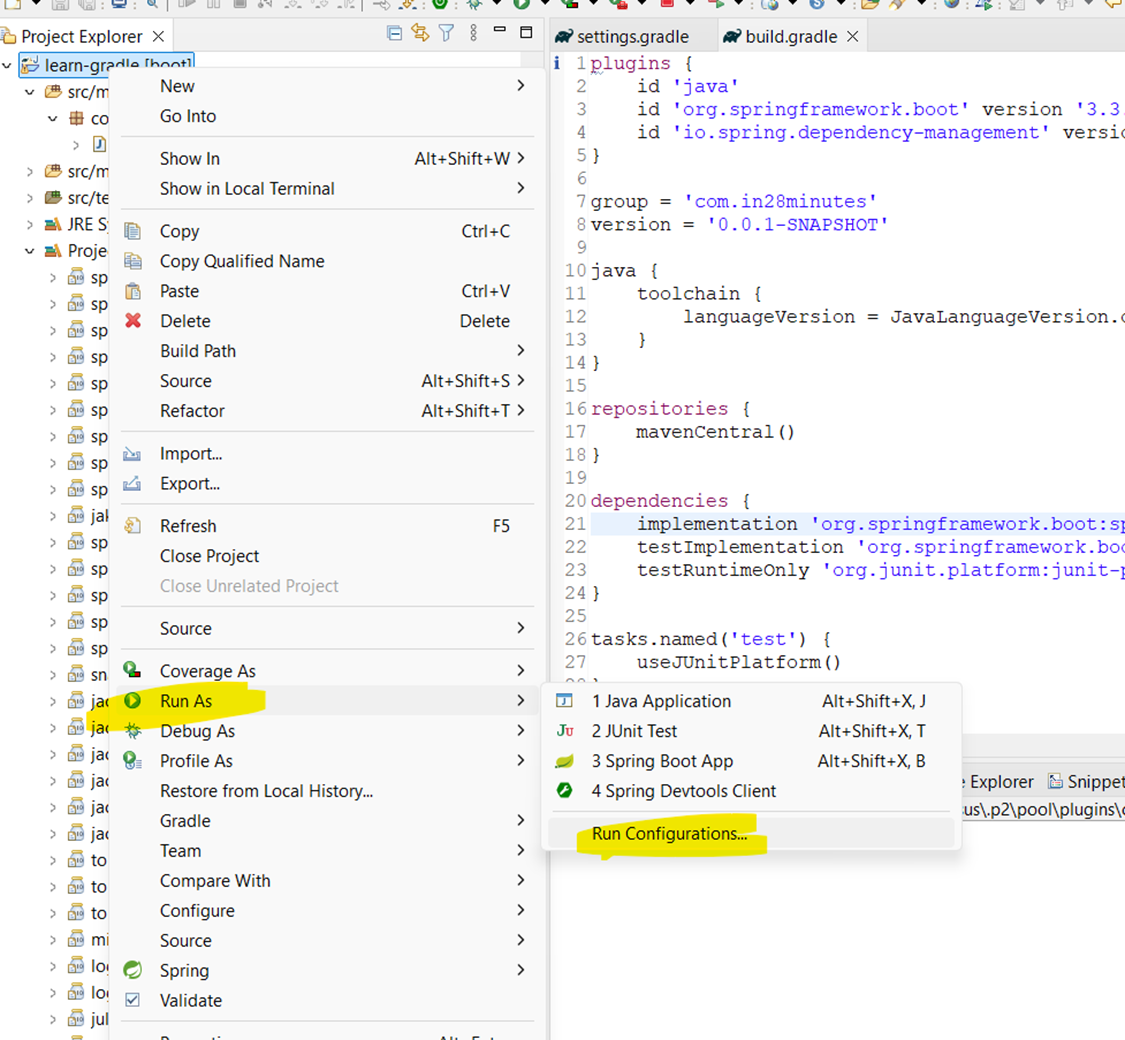 Project Explorer
settings.gradle
build.gradle
learn-gradle [boot]
src/m
co
src/m
src/te
JRE Sy
Proje
sp
sp
sp
sp
sp
sp
sp
sp
sp
jak
sp
sp
sp
sp
sp
sna
jac
jac
jac
jac
jac
jac
to
to
to
mi
log
log
jul
New
Go Into
Show In Alt+Shift+W
Show in Local Terminal
Copy Ctrl+C
Copy Qualified Name
Paste Ctrl+V
Delete Delete
Build Path
Source Alt+Shift+S
Refactor Alt+Shift+T
Import...
Export...
Refresh F5
Close Project
Close Unrelated Project
Source
Coverage As
Run As
Debug As
Profile As
Restore from Local History...
Gradle
Team
Compare With
Configure
Source
Spring
Validate
1 Java Application Alt+Shift+X, J
2 JUnit Test Alt+Shift+X, T
3 Spring Boot App Alt+Shift+X, B
4 Spring Devtools Client
Run Configurations...
1 plugins {
2 id 'java'
3 id 'org.springframework.boot' version '3.3.
4 id 'io.spring.dependency-management' versio
5 }
6
7 group = 'com.in28minutes'
8 version = '0.0.1-SNAPSHOT'
9
10 java {
11 toolchain {
12 languageVersion = JavaLanguageVersion.
13 }
14 }
15
16 repositories {
17 mavenCentral()
18 }
19
20 dependencies {
21 implementation 'org.springframework.boot:sp
22 testImplementation 'org.springframework.boo
23 testRuntimeOnly 'org.junit.platform:junit-p
24 }
25
26 tasks.named('test') {
27 useJUnitPlatform()
e Explorer
Snippet
sus\.p2\pool\plugins\